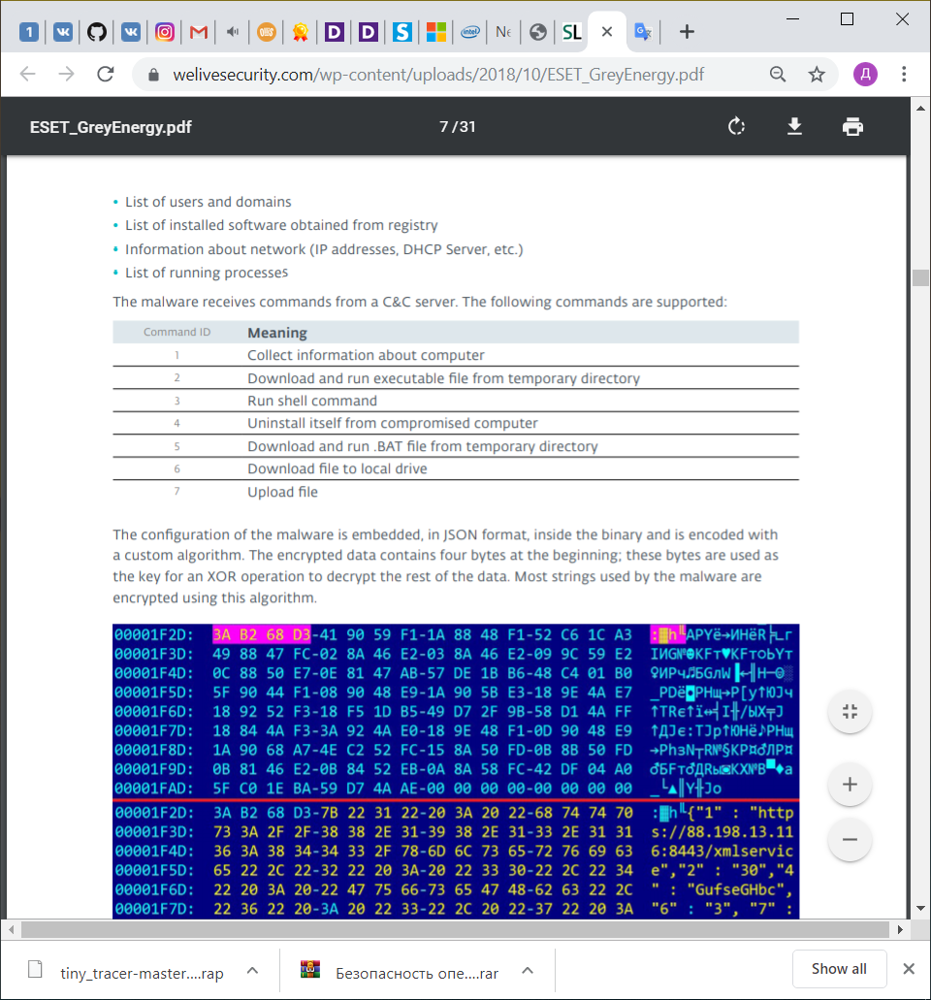 1
OBS
D
D
S
intel
Ne
SL
welivesecurity.com/wp-content/uploads/2018/10/ESET_GreyEnergy.pdf
Д
ESET_GreyEnergy.pdf
7 / 31
• List of users and domains
• List of installed software obtained from registry
• Information about network (IP addresses, DHCP Server, etc.)
• List of running processes
The malware receives commands from a C&C server. The following commands are supported:
Command ID Meaning
1 Collect information about computer
2 Download and run executable file from temporary directory
3 Run shell command
4 Uninstall itself from compromised computer
5 Download and run .BAT file from temporary directory
6 Download file to local drive
7 Upload file
The configuration of the malware is embedded, in JSON format, inside the binary and is encoded with
a custom algorithm. The encrypted data contains four bytes at the beginning; these bytes are used as
the key for an XOR operation to decrypt the rest of the data. Most strings used by the malware are
encrypted using this algorithm.
00001F2D: 3A B2 68 D3-41 90 59 F1-1A 88 48 F1-52 C6 1C A3
00001F3D: 49 88 47 FC-02 8A 46 E2-03 8A 46 E2-09 9C 59 E2
00001F4D: 0C 88 50 E7-0E 81 47 AB-57 DE 1B B6-48 C4 01 B0
00001F5D: 5F 90 44 F1-08 90 48 E9-1A 90 5B E3-18 9E 4A E7
00001F6D: 18 92 52 F3-18 F5 1D B5-49 D7 2F 9B-58 D1 4A FF
00001F7D: 18 84 4A F3-3A 92 4A E0-18 9E 48 F1-0D 90 48 E9
00001F8D: 1A 90 68 A7-4E C2 52 FC-15 8A 50 FD-0B 8B 50 FD
00001F9D: 0B 81 46 E2-0B 84 52 EB-0A 8A 58 FC-42 DF 04 A0
00001FAD: 5F C0 1E BA-59 D7 4A AE-00 00 00 00 00 00 00
00001F2D: 3A B2 68 D3-7B 22 31 22-20 3A 20 22-68 74 74 70 :▓h╙{"1" : "http
00001F3D: 73 3A 2F 2F-38 38 2E 31-39 38 2E 31-33 2E 31 31 s://88.198.13.11
00001F4D: 36 3A 38 34-34 33 2F 78-6D 6C 73 65-72 76 69 63 6:8443/xmlservic
00001F5D: 65 22 2C 22-32 22 20 3A-20 22 33 30-22 2C 22 34 e","2" : "30","4
00001F6D: 22 20 3A 20-22 47 75 66-73 65 47 48-62 63 22 2C " : "GufseGHbc",
00001F7D: 22 36 22 20-3A 20 22 33-22 2C 20 22-37 22 20 3A "6" : "3", "7" :
tiny_tracer-master....rap
Безопасность опе....rar
Show all